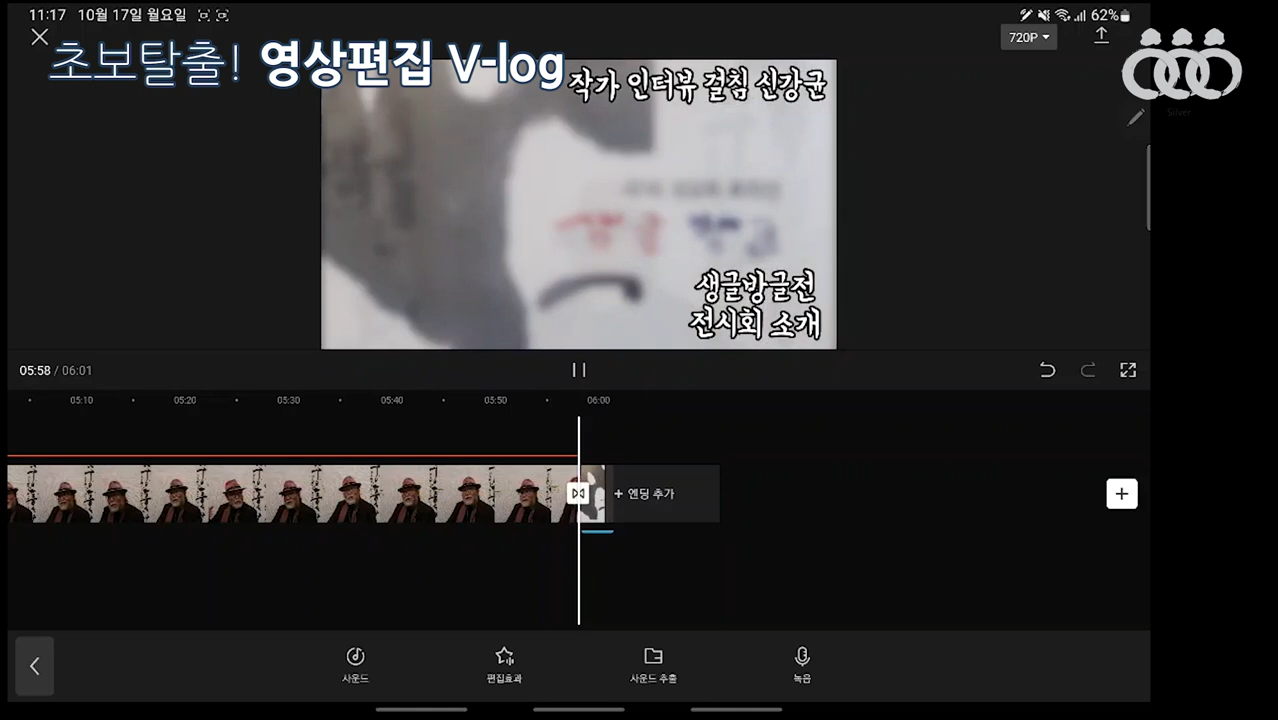 11:17 10월 17일 월요일
62%
720P
초보탈출! 영상편집 V-log
Silver
작가 인터뷰 걸침 신강균
생글방글전
전시회 소개
05:58 / 06:01
05:10 05:20 05:30 05:40 05:50 06:00
+ 엔딩 추가
사운드 편집효과 사운드 추출 녹음